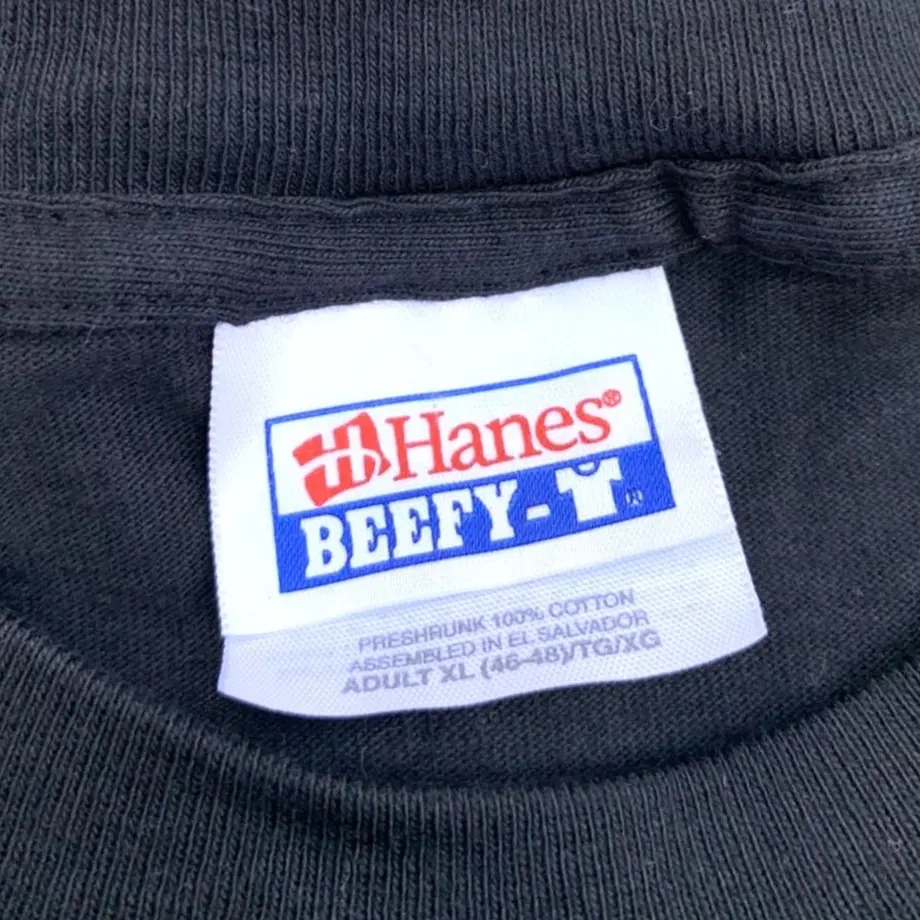 Hanes®
BEEFY-T®
PRESHRUNK 100% COTTON
ASSEMBLED IN EL SALVADOR
ADULT XL (46-48)/TG/XG